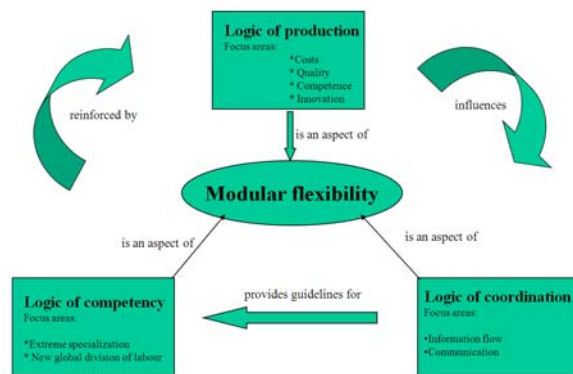 Logic of production
Focus areas:
*Costs
* Quality
* Competence
* Innovation
reinforced by
influences
is an aspect of
Modular flexibility
is an aspect of
is an aspect of
provides guidelines for
Logic of competency
Focus areas:
*Extreme specialization
* New global division of labour
Logic of coordination
Focus areas:
•Information flow
•Communication